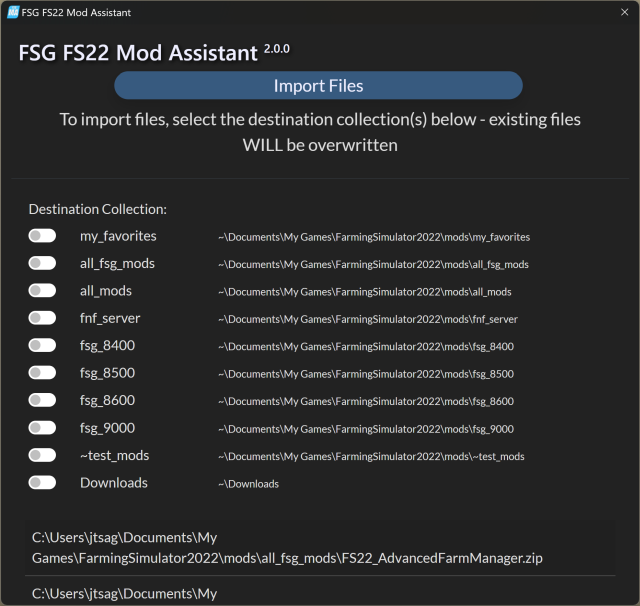 FSG FS22 Mod Assistant
FSG FS22 Mod Assistant 2.0.0
Import Files
To import files, select the destination collection(s) below - existing files
WILL be overwritten
Destination Collection:
my_favorites ~\Documents\My Games\FarmingSimulator2022\mods\my_favorites
all_fsg_mods ~\Documents\My Games\FarmingSimulator2022\mods\all_fsg_mods
all_mods ~\Documents\My Games\FarmingSimulator2022\mods\all_mods
fnf_server ~\Documents\My Games\FarmingSimulator2022\mods\fnf_server
fsg_8400 ~\Documents\My Games\FarmingSimulator2022\mods\fsg_8400
fsg_8500 ~\Documents\My Games\FarmingSimulator2022\mods\fsg_8500
fsg_8600 ~\Documents\My Games\FarmingSimulator2022\mods\fsg_8600
fsg_9000 ~\Documents\My Games\FarmingSimulator2022\mods\fsg_9000
~test_mods ~\Documents\My Games\FarmingSimulator2022\mods\~test_mods
Downloads ~\Downloads
C:\Users\jtsag\Documents\My
Games\FarmingSimulator2022\mods\all_fsg_mods\FS22_AdvancedFarmManager.zip
C:\Users\jtsag\Documents\My